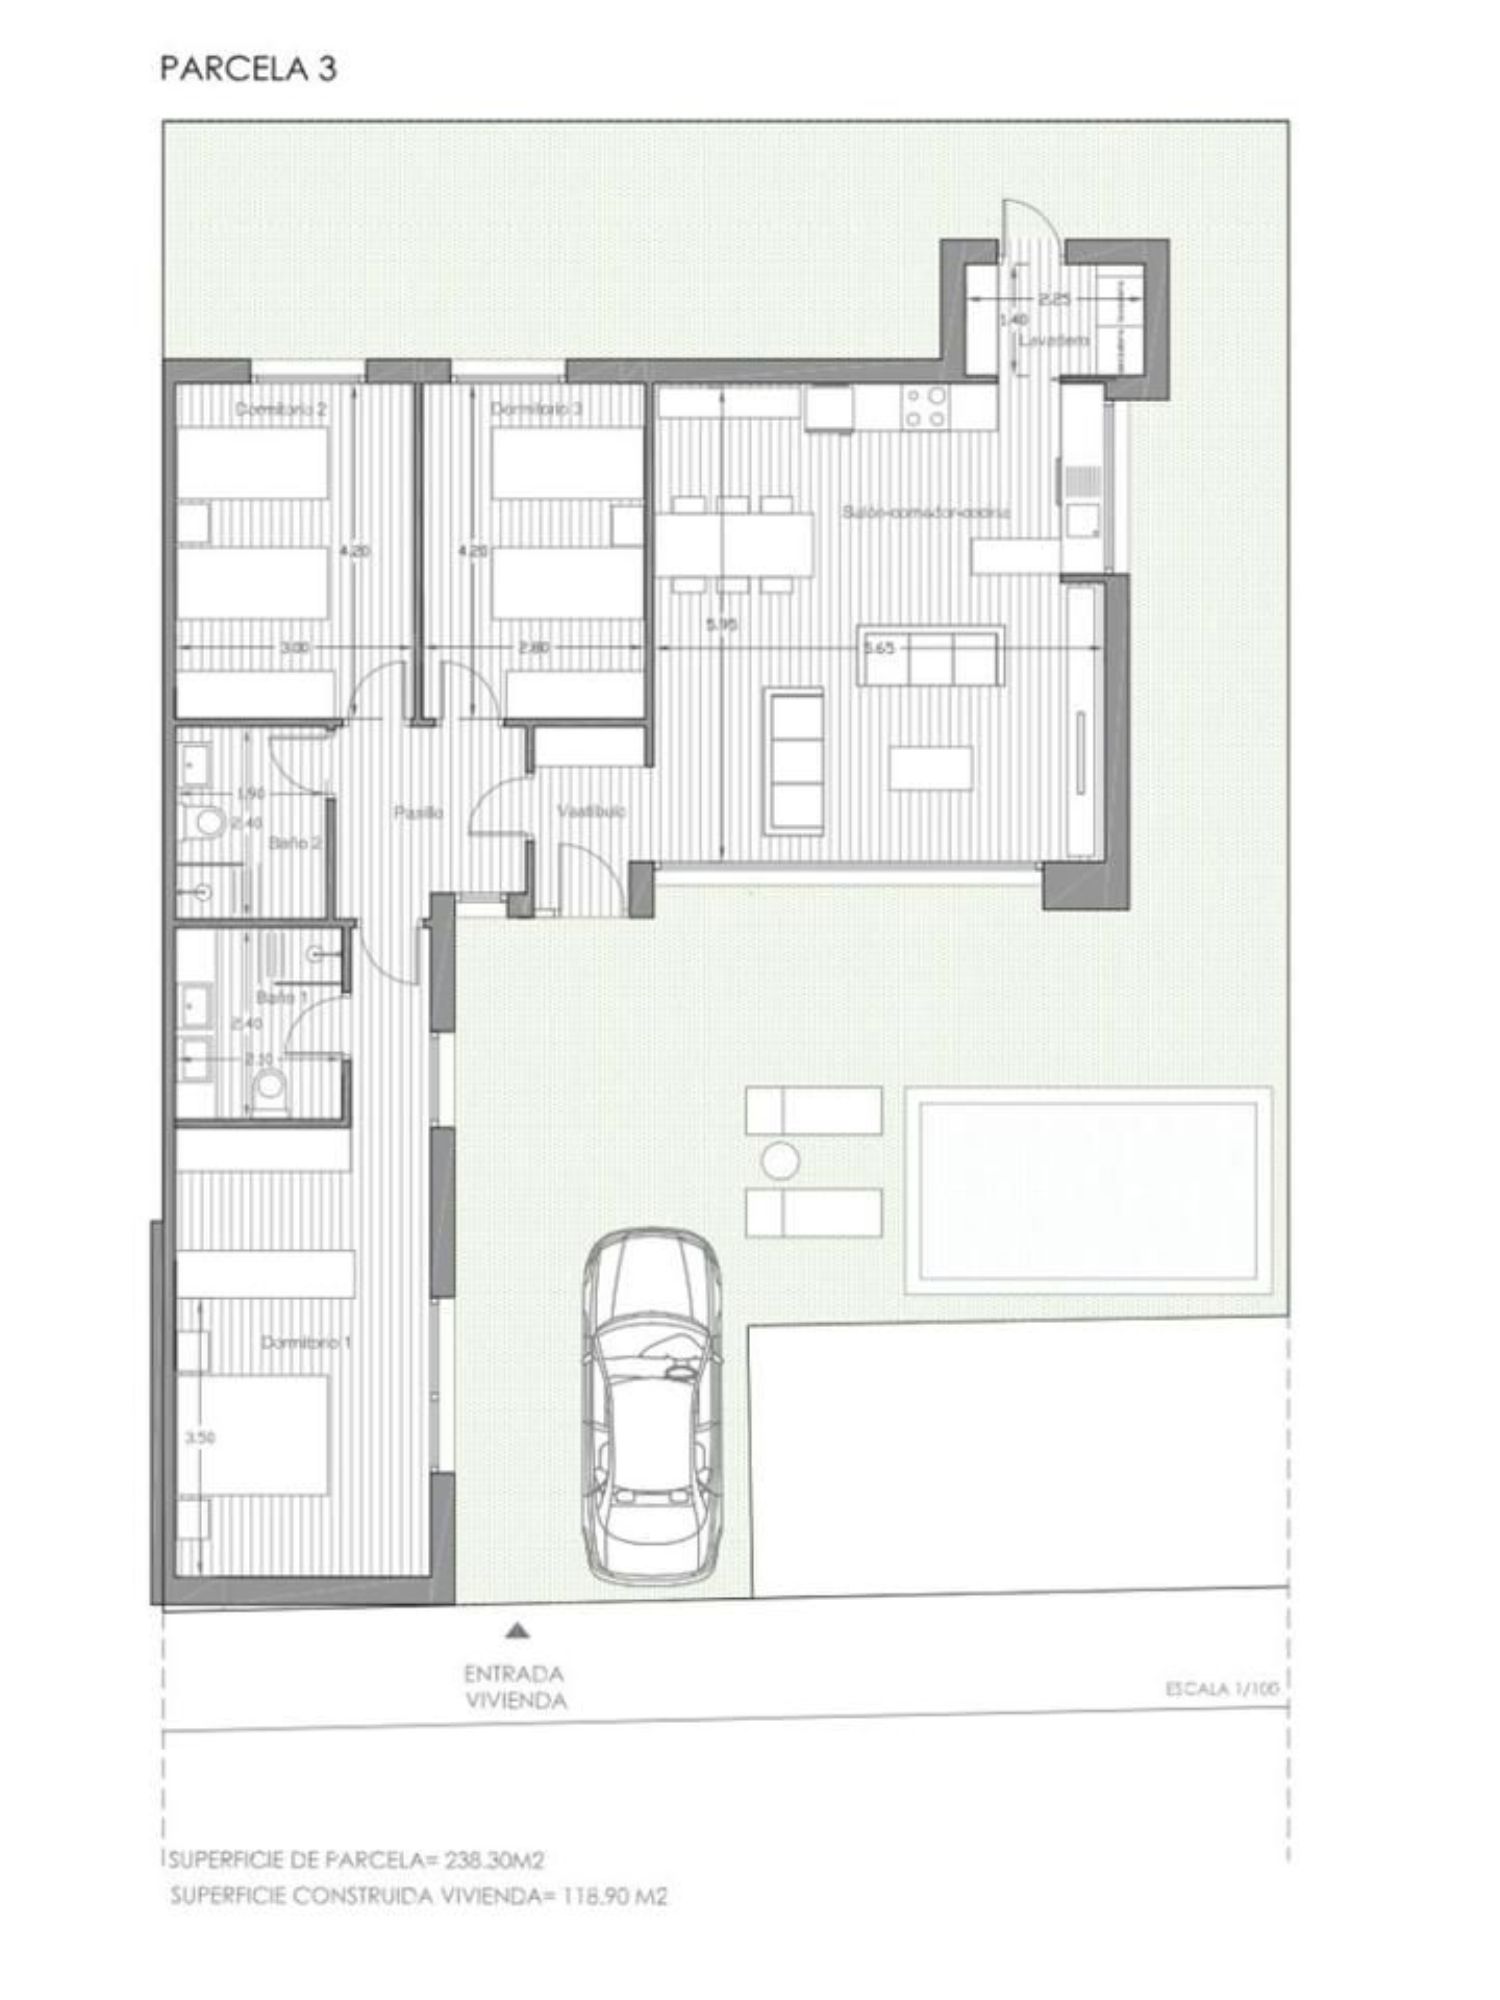 PARCELA 3
2.25
1.40
Lavadero
Dormitorio 2
Dormitorio 3
Salón-comedor-cocina
4.20
4.20
5.95
3.00
2.80
5.65
1.90
2.40
Baño 2
Pasillo
Vestíbulo
Baño 1
2.40
2.10
Dormitorio 1
3.50
ENTRADA
VIVIENDA
ESCALA 1/100
SUPERFICIE DE PARCELA= 238.30M2
SUPERFICIE CONSTRUIDA VIVIENDA= 118.90 M2